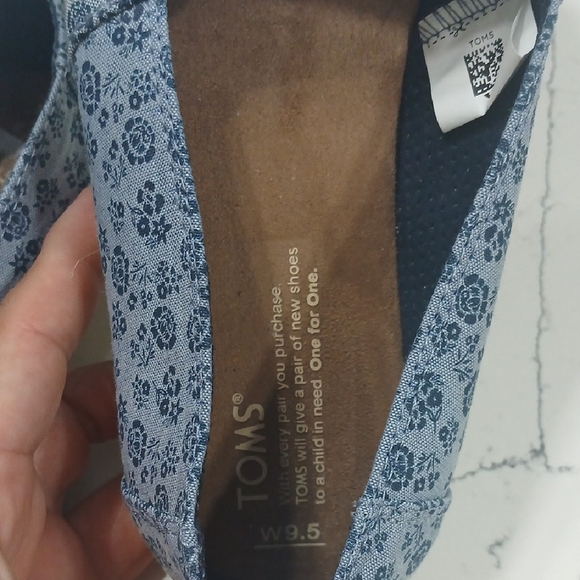 TOMS
TOMS®
With every pair you purchase,
TOMS will give a pair of new shoes
to a child in need. One for One.
W9.5